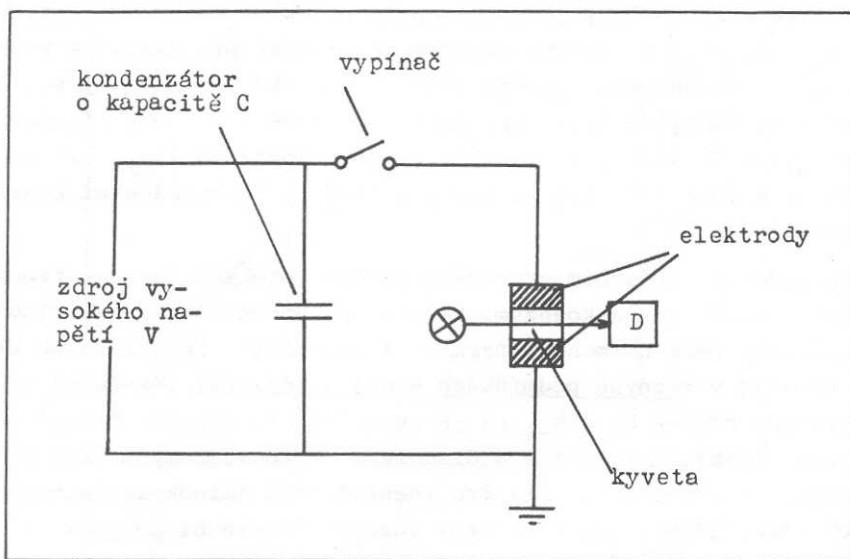 vypínač
kondenzátor
o kapacitě C
elektrody
zdroj vy-
sokého na-
pětí V
D
kyveta